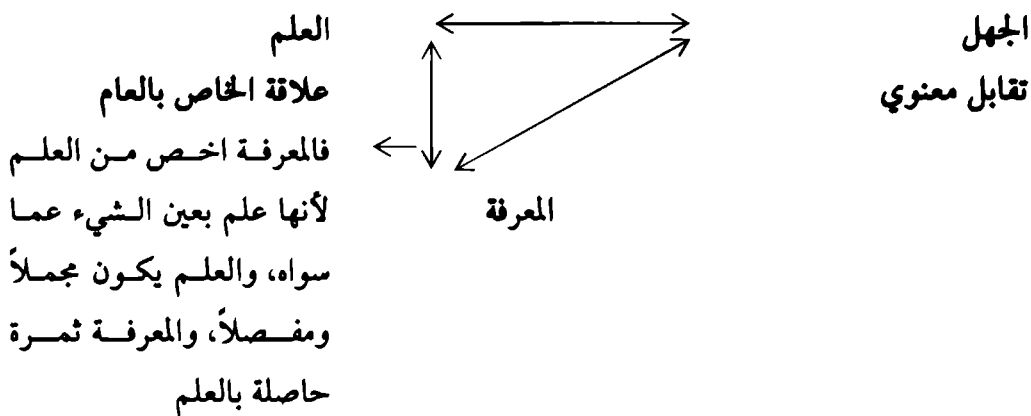 الجهل
تقابل معنوي
العلم
علاقة الخاص بالعام
فالمعرفة اخص من العلم
لأنها علم بعين الشيء عما
سواه، والعلم يكون مجملاً
ومفصلاً، والمعرفة ثمرة
حاصلة بالعلم
المعرفة